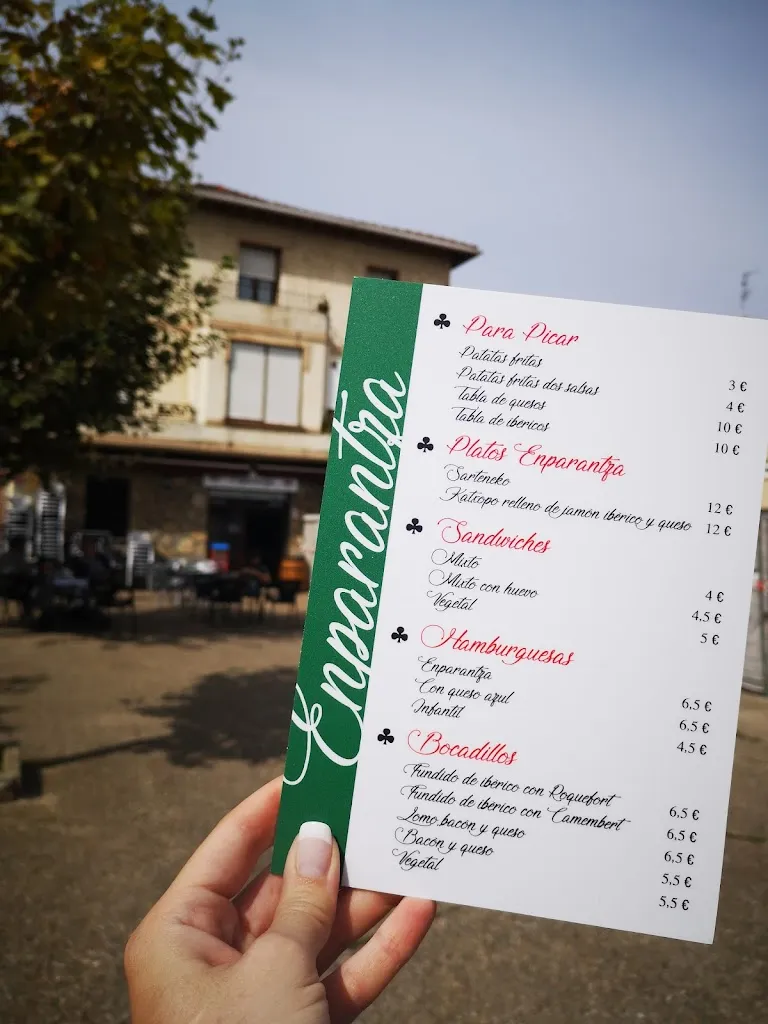 Enparantza
Para Picar
Patatas fritas 3 €
Patatas fritas dos salsas 4 €
Tabla de quesos 10 €
Tabla de ibericos 10 €
Platos Enparantza
Sarteneko 12 €
Katxopo relleno de jamón ibérico y queso 12 €
Sandwiches
Mixto 4 €
Mixto con huevo 4,5 €
Vegetal 5 €
Hamburguesas
Enparantza 6,5 €
Con queso azul 6,5 €
Infantil 4,5 €
Bocadillos
Fundido de ibérico con Roquefort 6,5 €
Fundido de ibérico con Camembert 6,5 €
Lomo,bacón y queso 6,5 €
Bacón y queso 5,5 €
Vegetal 5,5 €